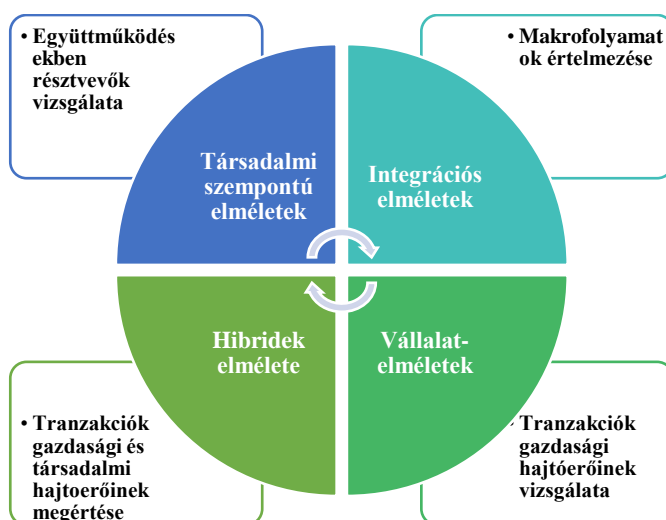 • Együttműködés
ekben
résztvevők
vizsgálata
• Makrofolyamat
ok értelmezése
Társadalmi
szempontú
elméletek
Integrációs
elméletek
Hibridek
elmélete
Vállalat-
elméletek
• Tranzakciók
gazdasági és
társadalmi
hajtoerőinek
megértése
• Tranzakciók
gazdasági
hajtóerőinek
vizsgálata